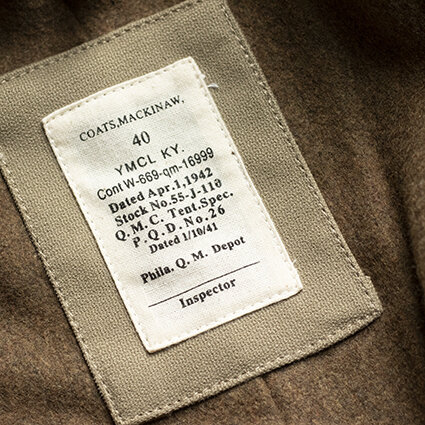 COATS,MACKINAW,
40
YMCL KY.
Cont W-669-qm-16999
Dated Apr.1,1942
Stock No.55-J-110
Q.M.C. Tent.Spec.
P.Q.D. No.26
Dated 1/10/41
Phila. Q.M. Depot
Inspector